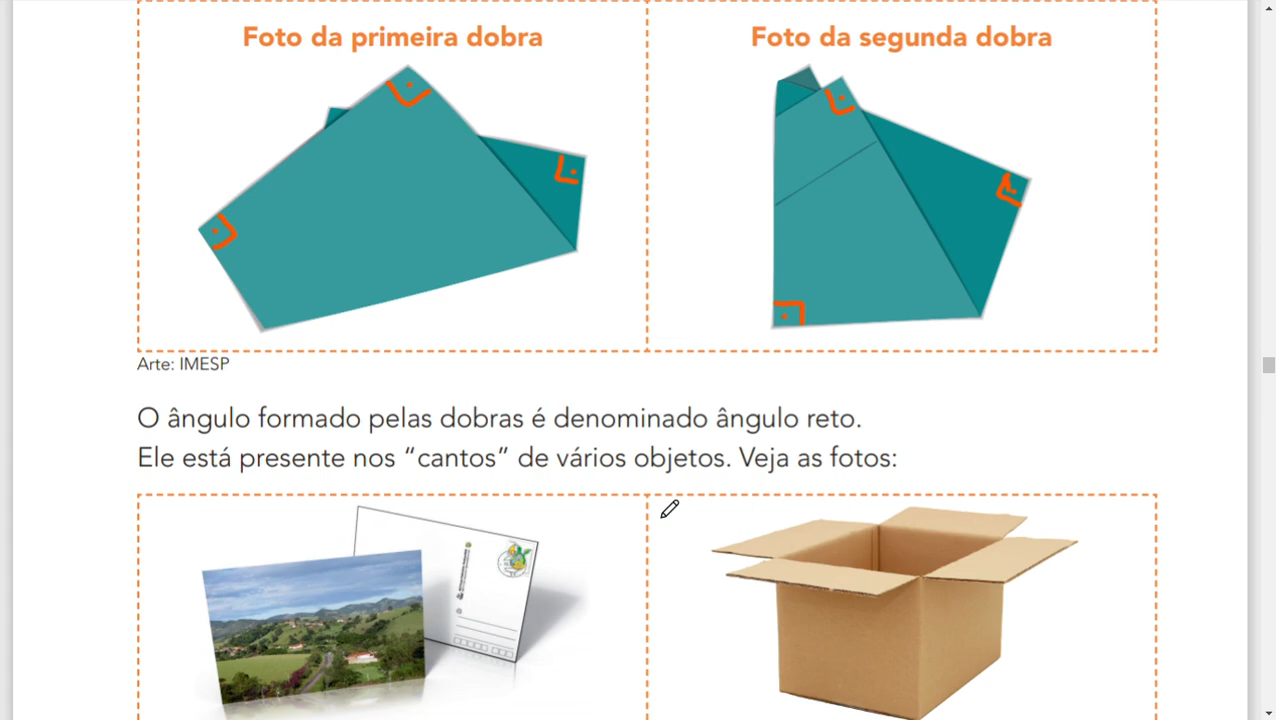 Foto da primeira dobra
Foto da segunda dobra
Arte: IMESP
O ângulo formado pelas dobras é denominado ângulo reto.
Ele está presente nos “cantos” de vários objetos. Veja as fotos: